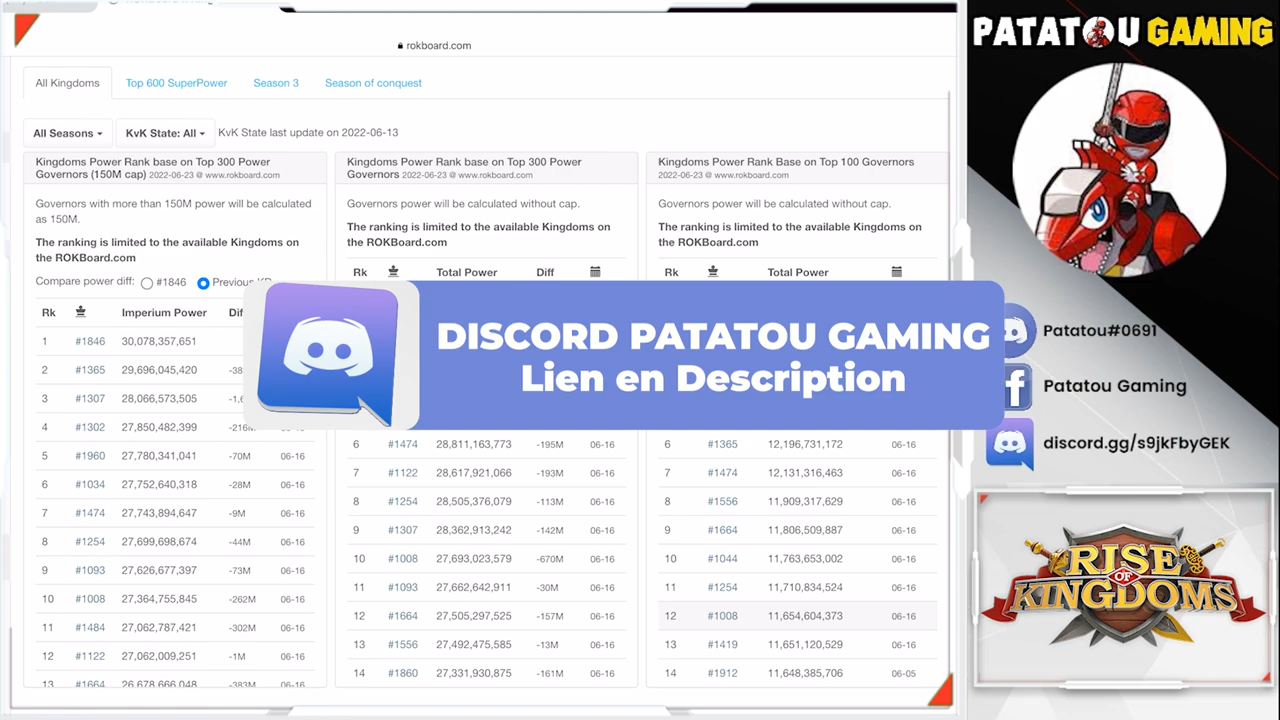 rokboard.com
All Kingdoms
Top 600 SuperPower
Season 3
Season of conquest
All Seasons
KvK State: All
KvK State last update on 2022-06-13
Kingdoms Power Rank base on Top 300 Power
Governors (150M cap) 2022-06-23 @ www.rokboard.com
Governors with more than 150M power will be calculated
as 150M.
The ranking is limited to the available Kingdoms on
the ROKBoard.com
Compare power diff: #1846 Previous
Rk Imperium Power
1 #1846 30,078,357,651
2 #1365 29,696,045,420
3 #1307 28,066,573,505
4 #1302 27,850,482,399 -216M
5 #1960 27,780,341,041 -70M 06-16
6 #1034 27,752,640,318 -28M 06-16
7 #1474 27,743,894,647 -9M 06-16
8 #1254 27,699,698,674 -44M 06-16
9 #1093 27,626,677,397 -73M 06-16
10 #1008 27,364,755,845 -262M 06-16
11 #1484 27,062,787,421 -302M 06-16
12 #1122 27,062,009,251 -1M 06-16
13 #1664 26,678,666,048 -383M 06-16
Kingdoms Power Rank base on Top 300 Power
Governors 2022-06-23 @ www.rokboard.com
Governors power will be calculated without cap.
The ranking is limited to the available Kingdoms on
the ROKBoard.com
Rk Total Power Diff
6 #1474 28,811,163,773 -195M 06-16
7 #1122 28,617,921,066 -193M 06-16
8 #1254 28,505,376,079 -113M 06-16
9 #1307 28,362,913,242 -142M 06-16
10 #1008 27,693,023,579 -670M 06-16
11 #1093 27,662,642,911 -30M 06-16
12 #1664 27,505,297,525 -157M 06-16
13 #1556 27,492,475,585 -13M 06-16
14 #1860 27,331,930,875 -161M 06-16
Kingdoms Power Rank Base on Top 100 Governors
2022-06-23 @ www.rokboard.com
Governors power will be calculated without cap.
The ranking is limited to the available Kingdoms on
the ROKBoard.com
Rk Total Power
6 #1365 12,196,731,172 06-16
7 #1474 12,131,316,463 06-16
8 #1556 11,909,317,629 06-16
9 #1664 11,806,509,887 06-16
10 #1044 11,763,653,002 06-16
11 #1254 11,710,834,524 06-16
12 #1008 11,654,604,373 06-16
13 #1419 11,651,120,529 06-16
14 #1912 11,648,385,706 06-05
DISCORD PATATOU GAMING
Lien en Description
PATATOU GAMING
Patatou#0691
Patatou Gaming
discord.gg/s9jkFbyGEK
RISE
OF
KINGDOMS